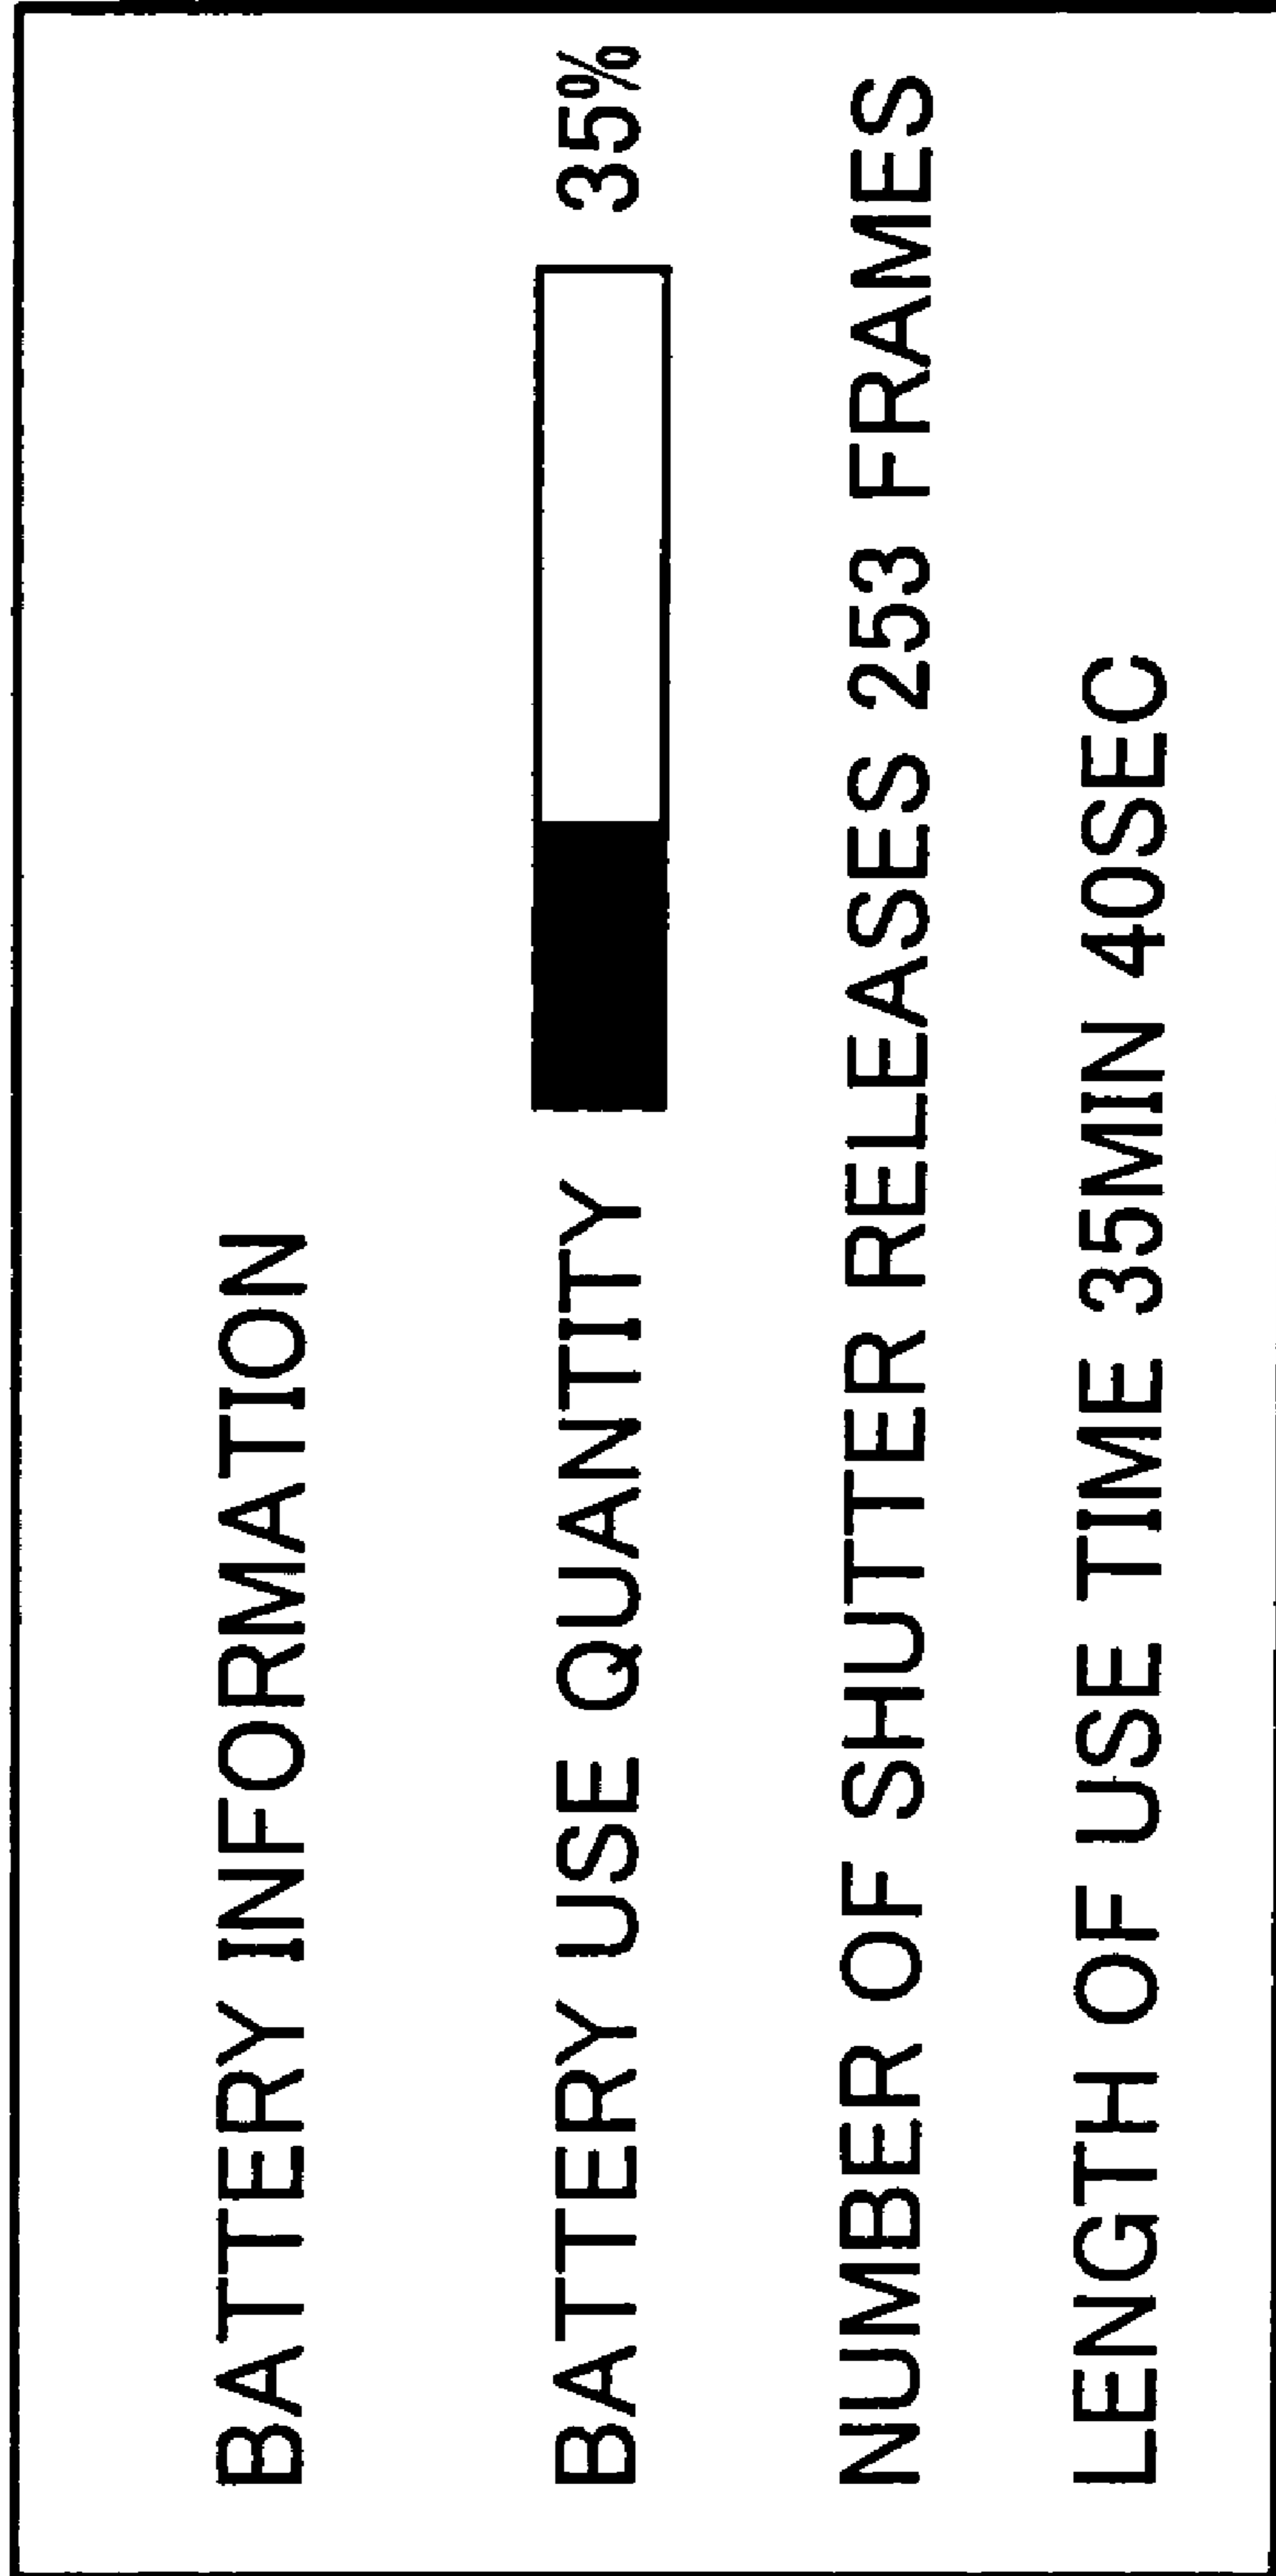 BATTERY INFORMATION
BATTERY USE QUANTITY 35%
NUMBER OF SHUTTER RELEASES 253 FRAMES
LENGTH OF USE TIME 35MIN 40SEC